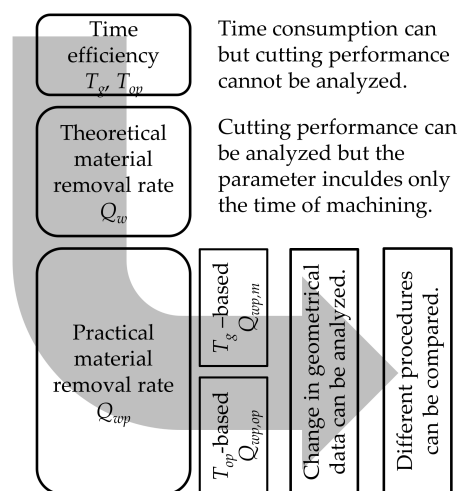 Time
efficiency
Tg, Top
Time consumption can
but cutting performance
cannot be analyzed.
Theoretical
material
removal rate
Qw
Cutting performance can
be analyzed but the
parameter inculdes only
the time of machining.
Practical
material
removal rate
Qwp
Tg–based
Qwp,m
Top-based
Qwp,op
Change in geometrical
data can be analyzed.
Different procedures
can be compared.